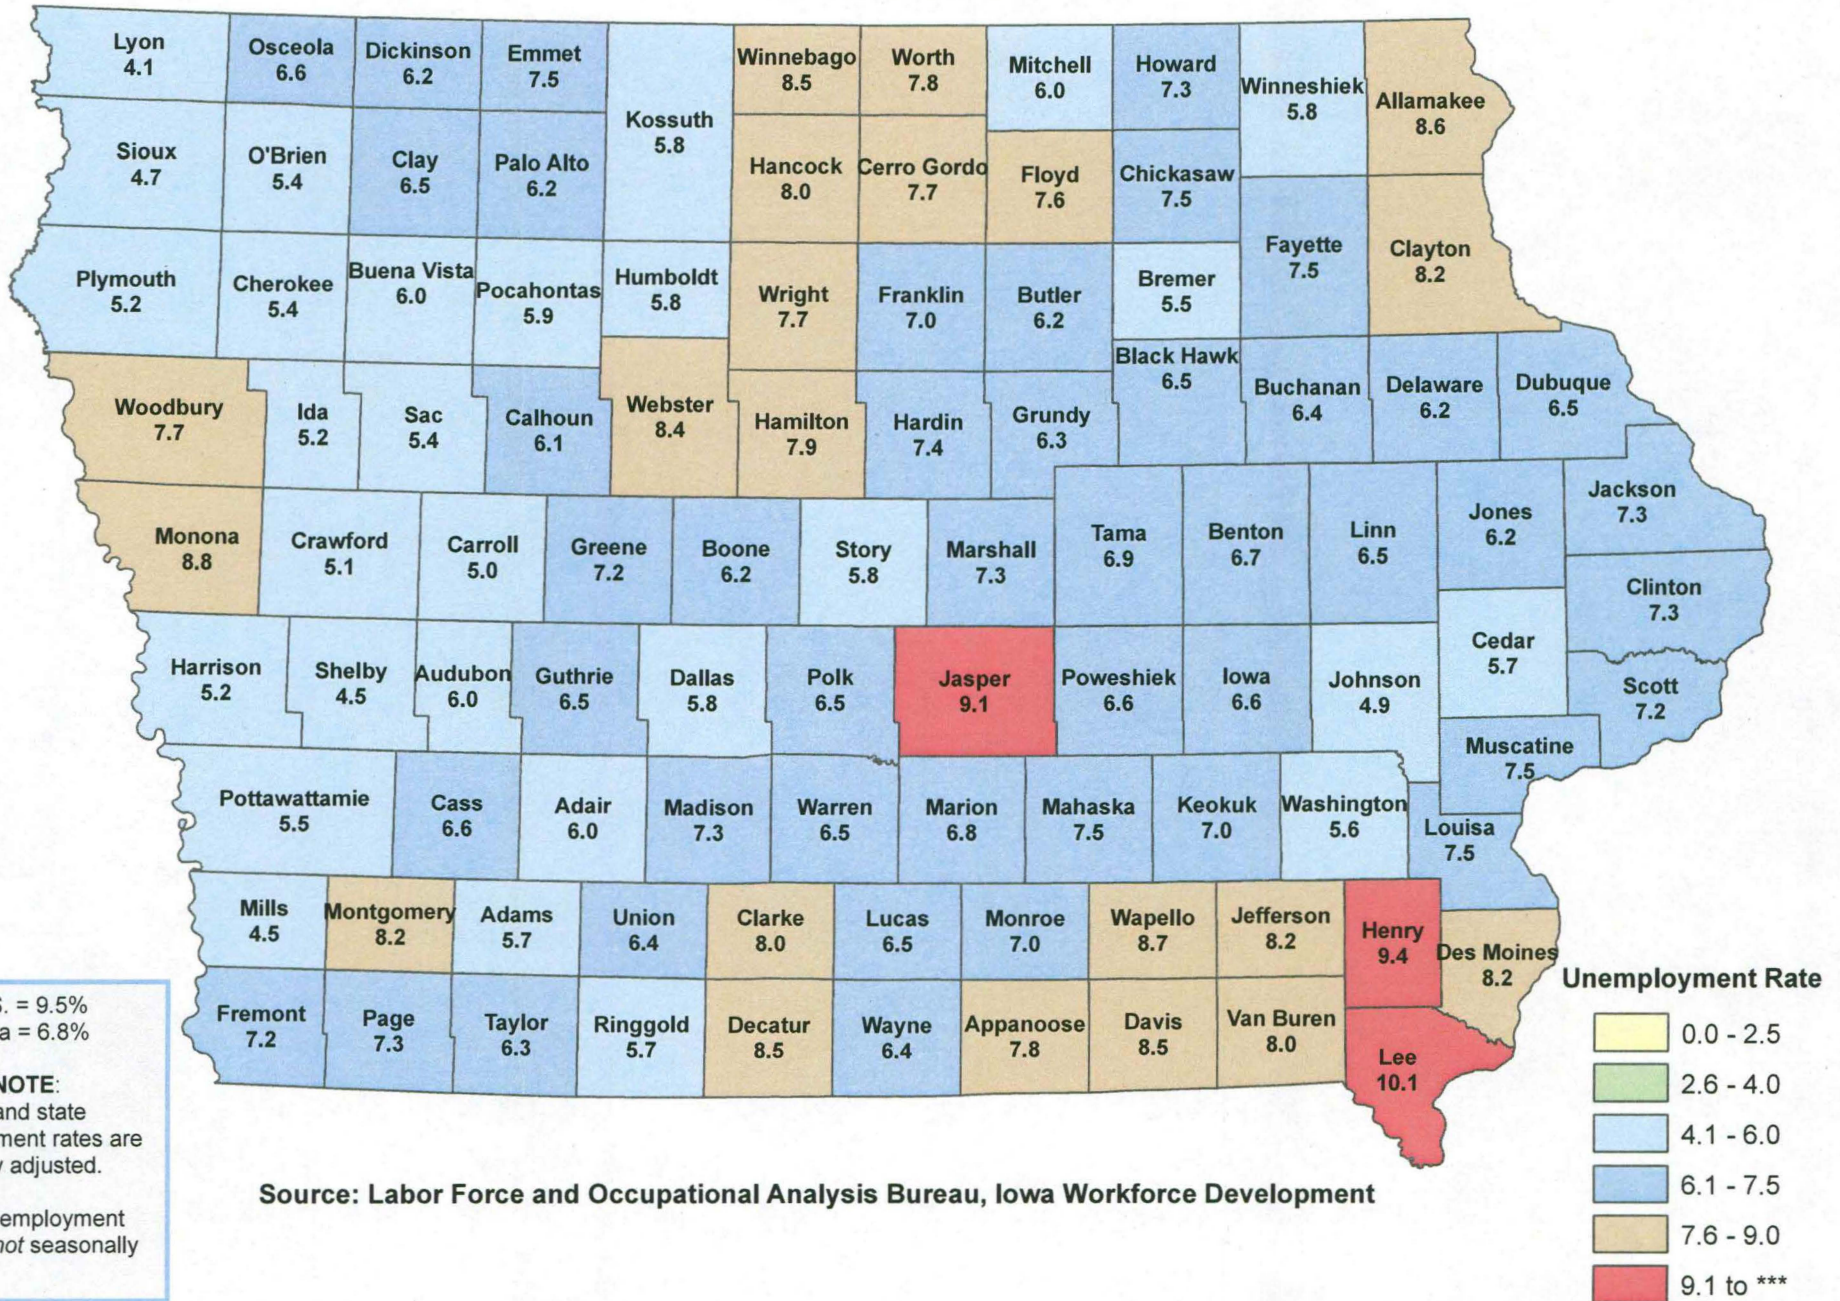 Lyon
4.1
Osceola
6.6
Dickinson
6.2
Emmet
7.5
Kossuth
5.8
Winnebago
8.5
Worth
7.8
Mitchell
6.0
Howard
7.3
Winneshiek
5.8
Allamakee
8.6
Sioux
4.7
O'Brien
5.4
Clay
6.5
Palo Alto
6.2
Hancock
8.0
Cerro Gordo
7.7
Floyd
7.6
Chickasaw
7.5
Plymouth
5.2
Cherokee
5.4
Buena Vista
6.0
Pocahontas
5.9
Humboldt
5.8
Wright
7.7
Franklin
7.0
Butler
6.2
Bremer
5.5
Fayette
7.5
Clayton
8.2
Woodbury
7.7
Ida
5.2
Sac
5.4
Calhoun
6.1
Webster
8.4
Hamilton
7.9
Hardin
7.4
Grundy
6.3
Black Hawk
6.5
Buchanan
6.4
Delaware
6.2
Dubuque
6.5
Monona
8.8
Crawford
5.1
Carroll
5.0
Greene
7.2
Boone
6.2
Story
5.8
Marshall
7.3
Tama
6.9
Benton
6.7
Linn
6.5
Jones
6.2
Jackson
7.3
Clinton
7.3
Harrison
5.2
Shelby
4.5
Audubon
6.0
Guthrie
6.5
Dallas
5.8
Polk
6.5
Jasper
9.1
Poweshiek
6.6
Iowa
6.6
Johnson
4.9
Cedar
5.7
Scott
7.2
Muscatine
7.5
Pottawattamie
5.5
Cass
6.6
Adair
6.0
Madison
7.3
Warren
6.5
Marion
6.8
Mahaska
7.5
Keokuk
7.0
Washington
5.6
Louisa
7.5
Mills
4.5
Montgomery
8.2
Adams
5.7
Union
6.4
Clarke
8.0
Lucas
6.5
Monroe
7.0
Wapello
8.7
Jefferson
8.2
Henry
9.4
Des Moines
8.2
Fremont
7.2
Page
7.3
Taylor
6.3
Ringgold
5.7
Decatur
8.5
Wayne
6.4
Appanoose
7.8
Davis
8.5
Van Buren
8.0
Lee
10.1
S. = 9.5%
a = 6.8%
NOTE:
and state
ment rates are
y adjusted.
employment
not seasonally
Source: Labor Force and Occupational Analysis Bureau, Iowa Workforce Development
Unemployment Rate
0.0 - 2.5
2.6 - 4.0
4.1 - 6.0
6.1 - 7.5
7.6 - 9.0
9.1 to ***